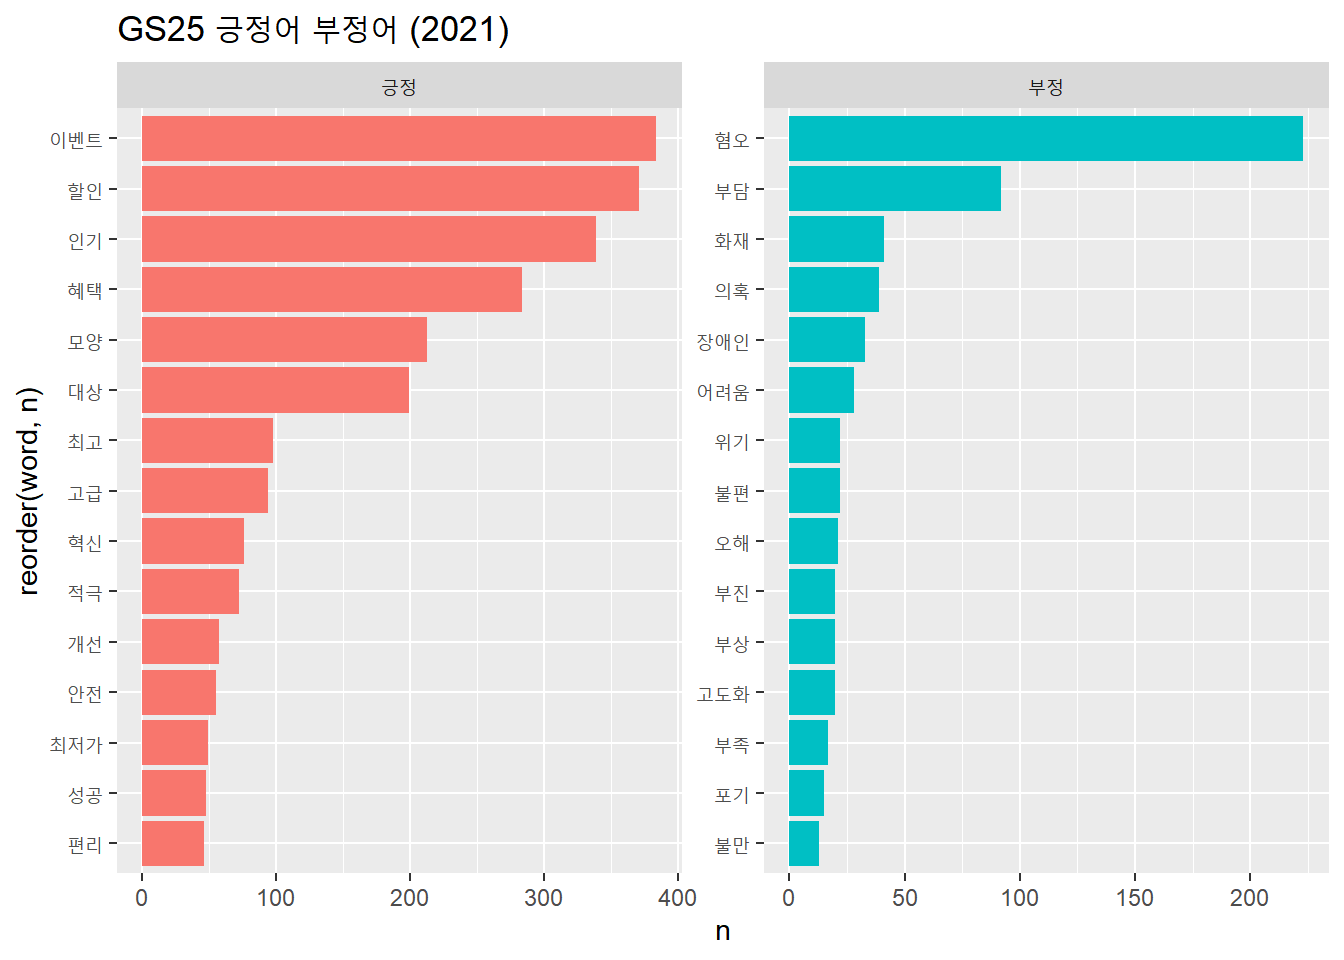 GS25 긍정어 부정어 (2021)
긍정
부정
reorder(word, n)
이벤트
할인
인기
혜택
모양
대상
최고
고급
혁신
적극
개선
안전
최저가
성공
편리
혐오
부담
화재
의혹
장애인
어려움
위기
불편
오해
부진
부상
고도화
부족
포기
불만
0 100 200 300 400
0 50 100 150 200
n